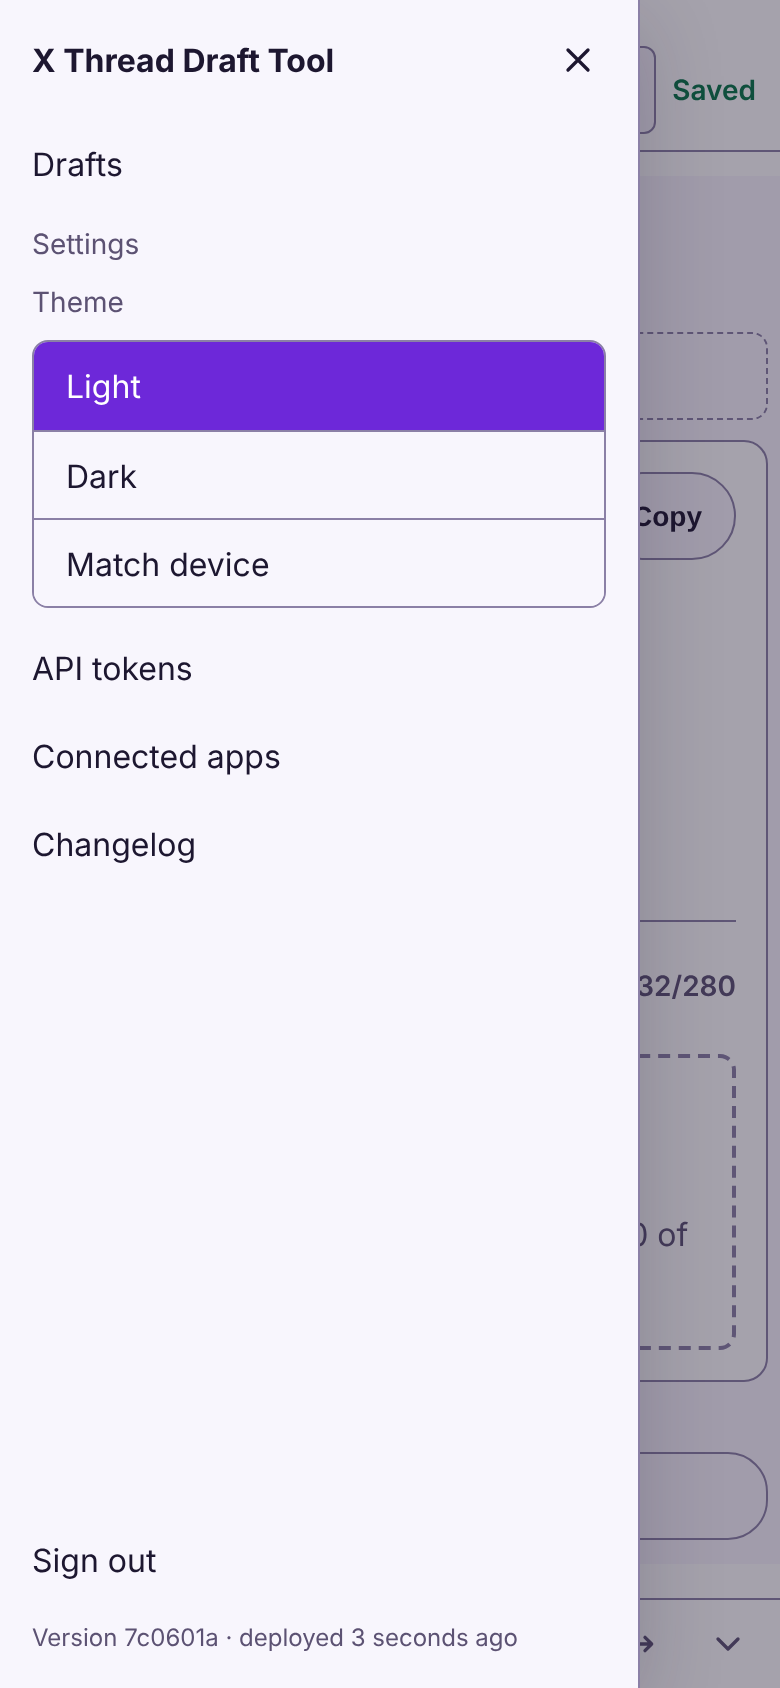 X Thread Draft Tool
Saved
Drafts
Settings
Theme
Light
Dark
Match device
Copy
API tokens
Connected apps
Changelog
32/280
of
Sign out
Version 7c0601a · deployed 3 seconds ago